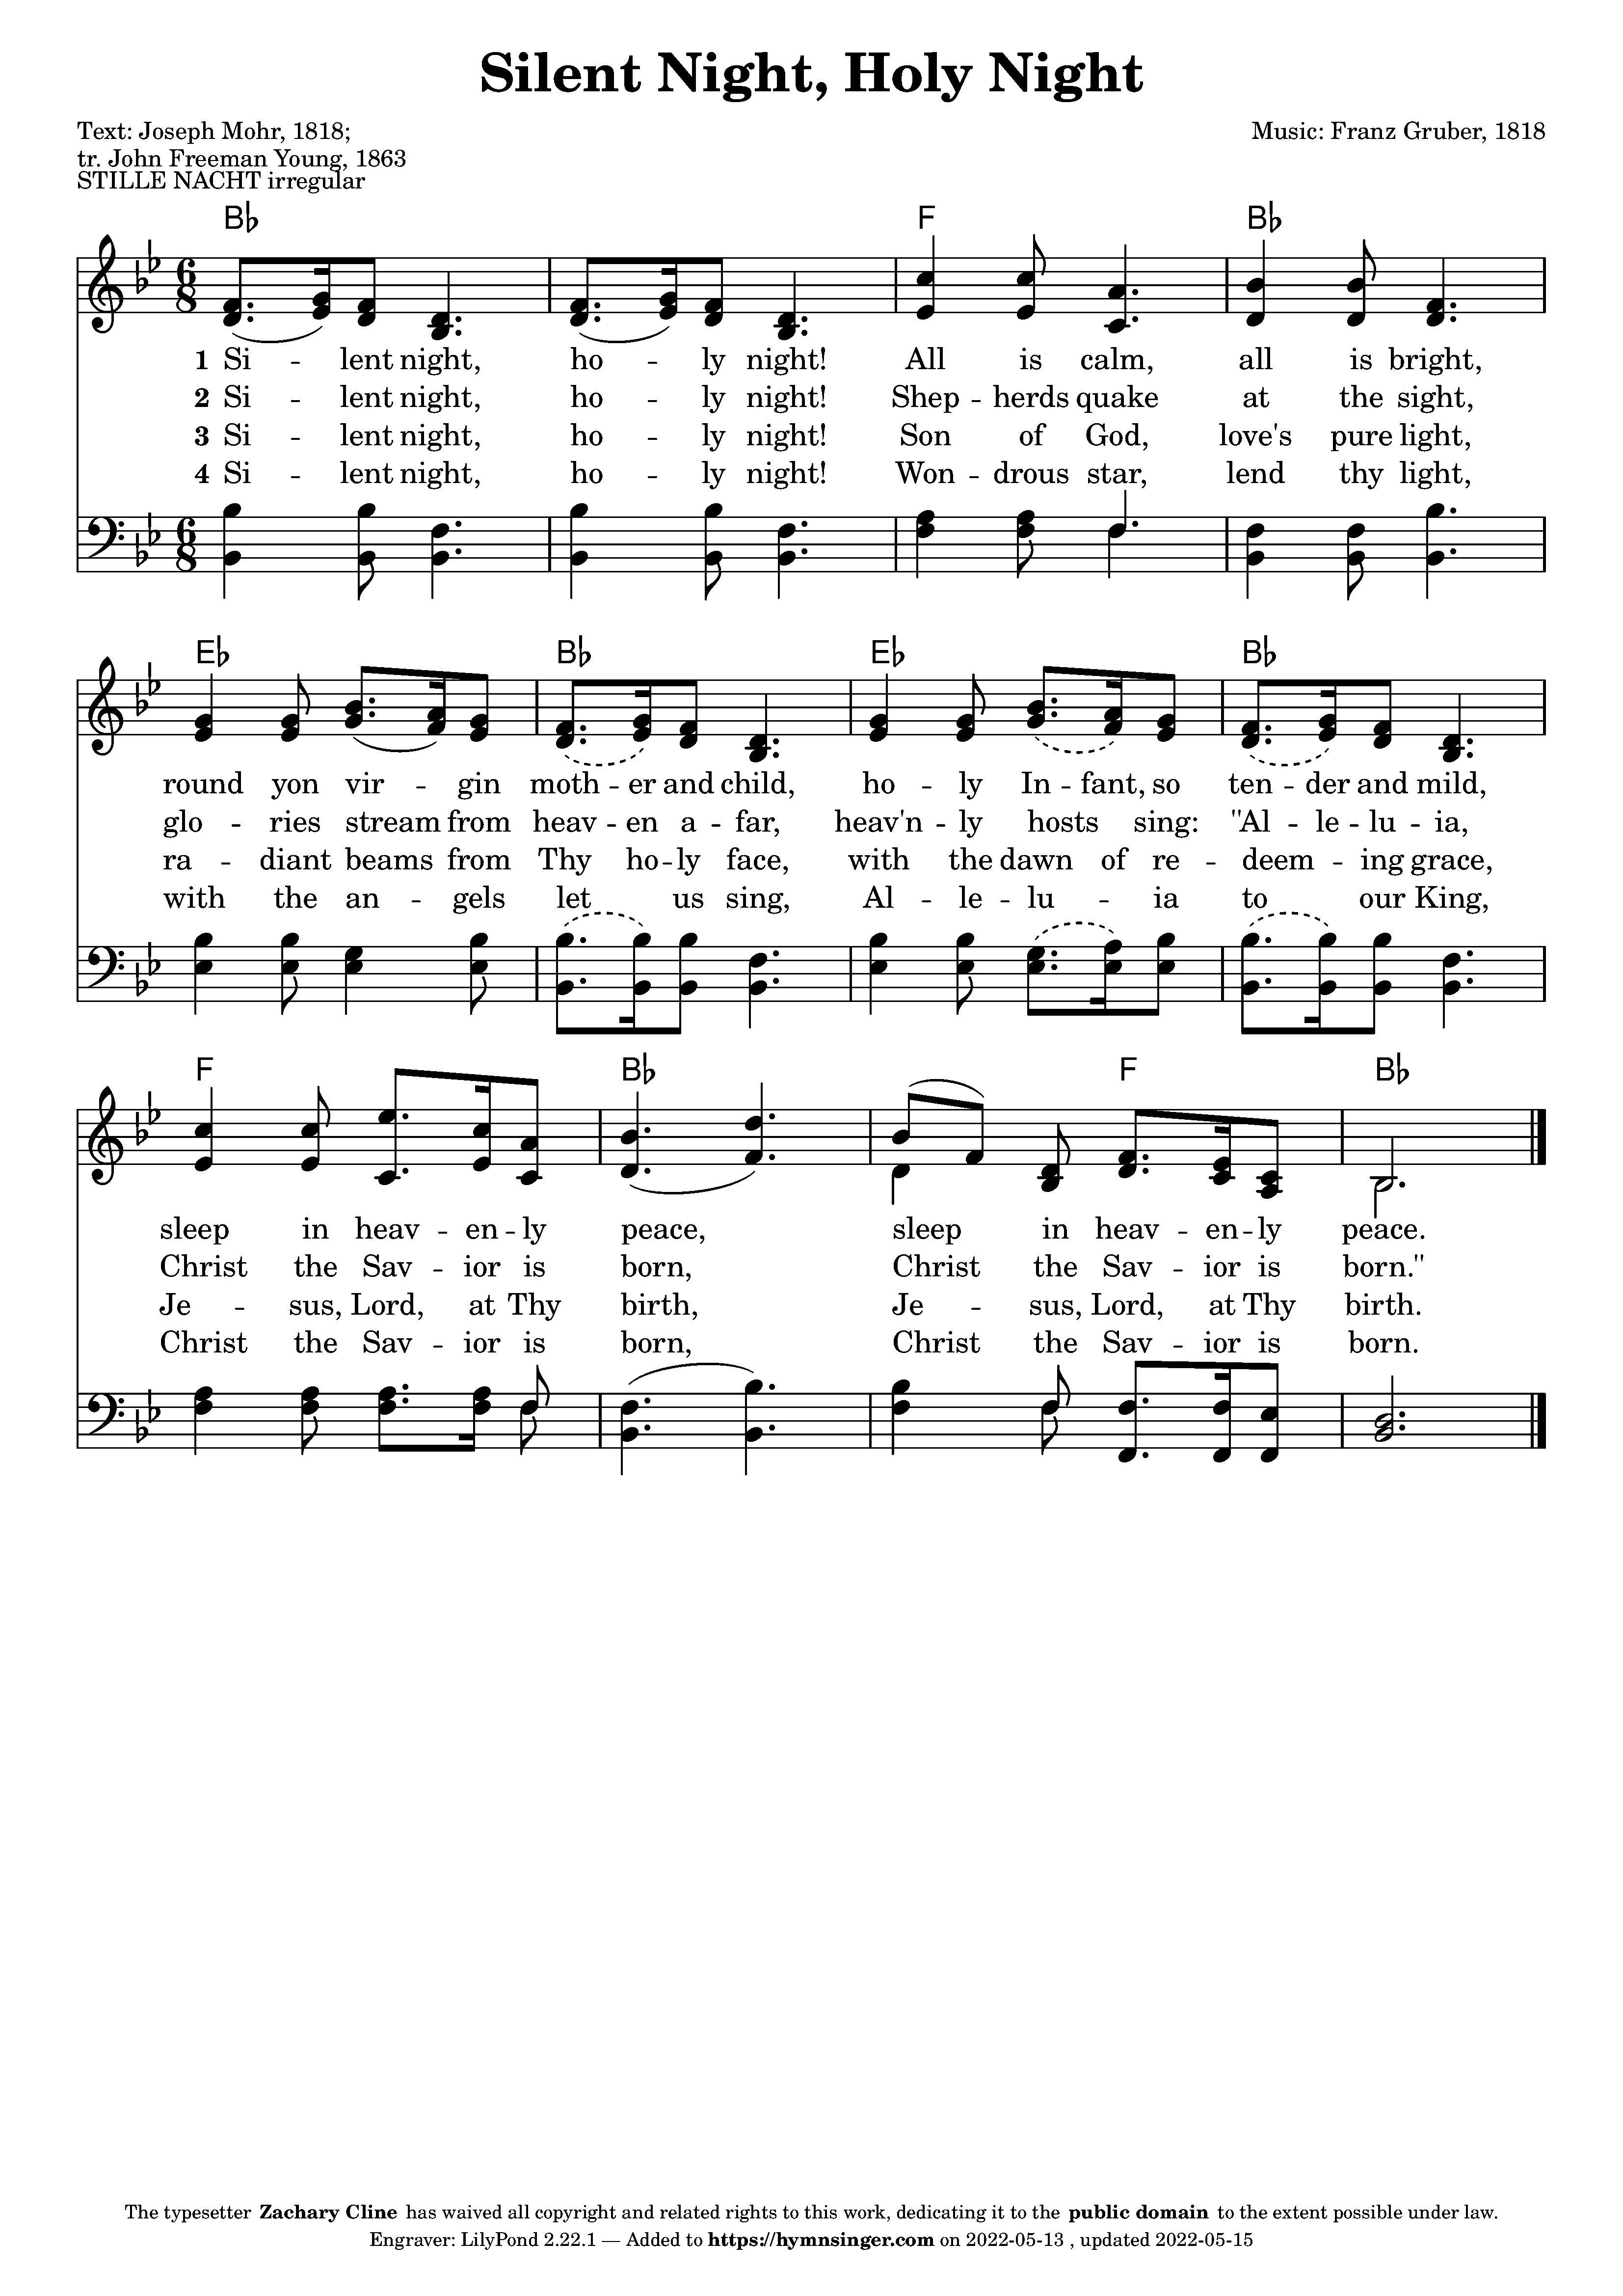 Silent Night, Holy Night
Text: Joseph Mohr, 1818;
Music: Franz Gruber, 1818
tr. John Freeman Young, 1863
STILLE NACHT irregular
B♭ F B♭
6/8
1 Si -- lent night, ho -- ly night! All is calm, all is bright,
2 Si -- lent night, ho -- ly night! Shep -- herds quake at the sight,
3 Si -- lent night, ho -- ly night! Son of God, love's pure light,
4 Si -- lent night, ho -- ly night! Won -- drous star, lend thy light,
6/8
E♭ B♭ E♭ B♭
round yon vir -- gin moth -- er and child, ho -- ly In -- fant, so ten -- der and mild,
glo -- ries stream from heav -- en a -- far, heav'n -- ly hosts sing: "Al -- le -- lu -- ia,
ra -- diant beams from Thy ho -- ly face, with the dawn of re -- deem -- ing grace,
with the an -- gels let us sing, Al -- le -- lu -- ia to our King,
F B♭ F B♭
sleep in heav -- en -- ly peace, sleep in heav -- en -- ly peace.
Christ the Sav -- ior is born, Christ the Sav -- ior is born."
Je -- sus, Lord, at Thy birth, Je -- sus, Lord, at Thy birth.
Christ the Sav -- ior is born, Christ the Sav -- ior is born.
The typesetter Zachary Cline has waived all copyright and related rights to this work, dedicating it to the public domain to the extent possible under law.
Engraver: LilyPond 2.22.1 — Added to https://hymnsinger.com on 2022-05-13 , updated 2022-05-15